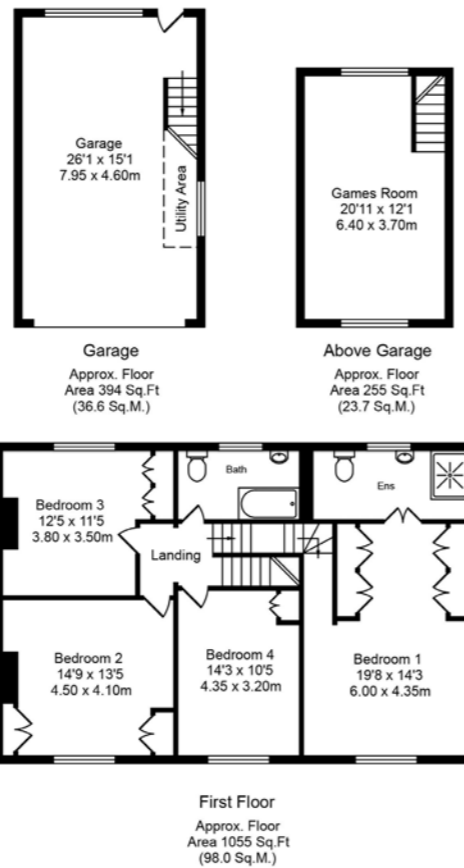 Garage
26'1 x 15'1
7.95 x 4.60m
Utility Area
Games Room
20'11 x 12'1
6.40 x 3.70m
Garage
Approx. Floor
Area 394 Sq.Ft
(36.6 Sq.M.)
Above Garage
Approx. Floor
Area 255 Sq.Ft
(23.7 Sq.M.)
Bath
Ens
Bedroom 3
12'5 x 11'5
3.80 x 3.50m
Landing
Bedroom 2
14'9 x 13'5
4.50 x 4.10m
Bedroom 4
14'3 x 10'5
4.35 x 3.20m
Bedroom 1
19'8 x 14'3
6.00 x 4.35m
First Floor
Approx. Floor
Area 1055 Sq.Ft
(98.0 Sq.M.)